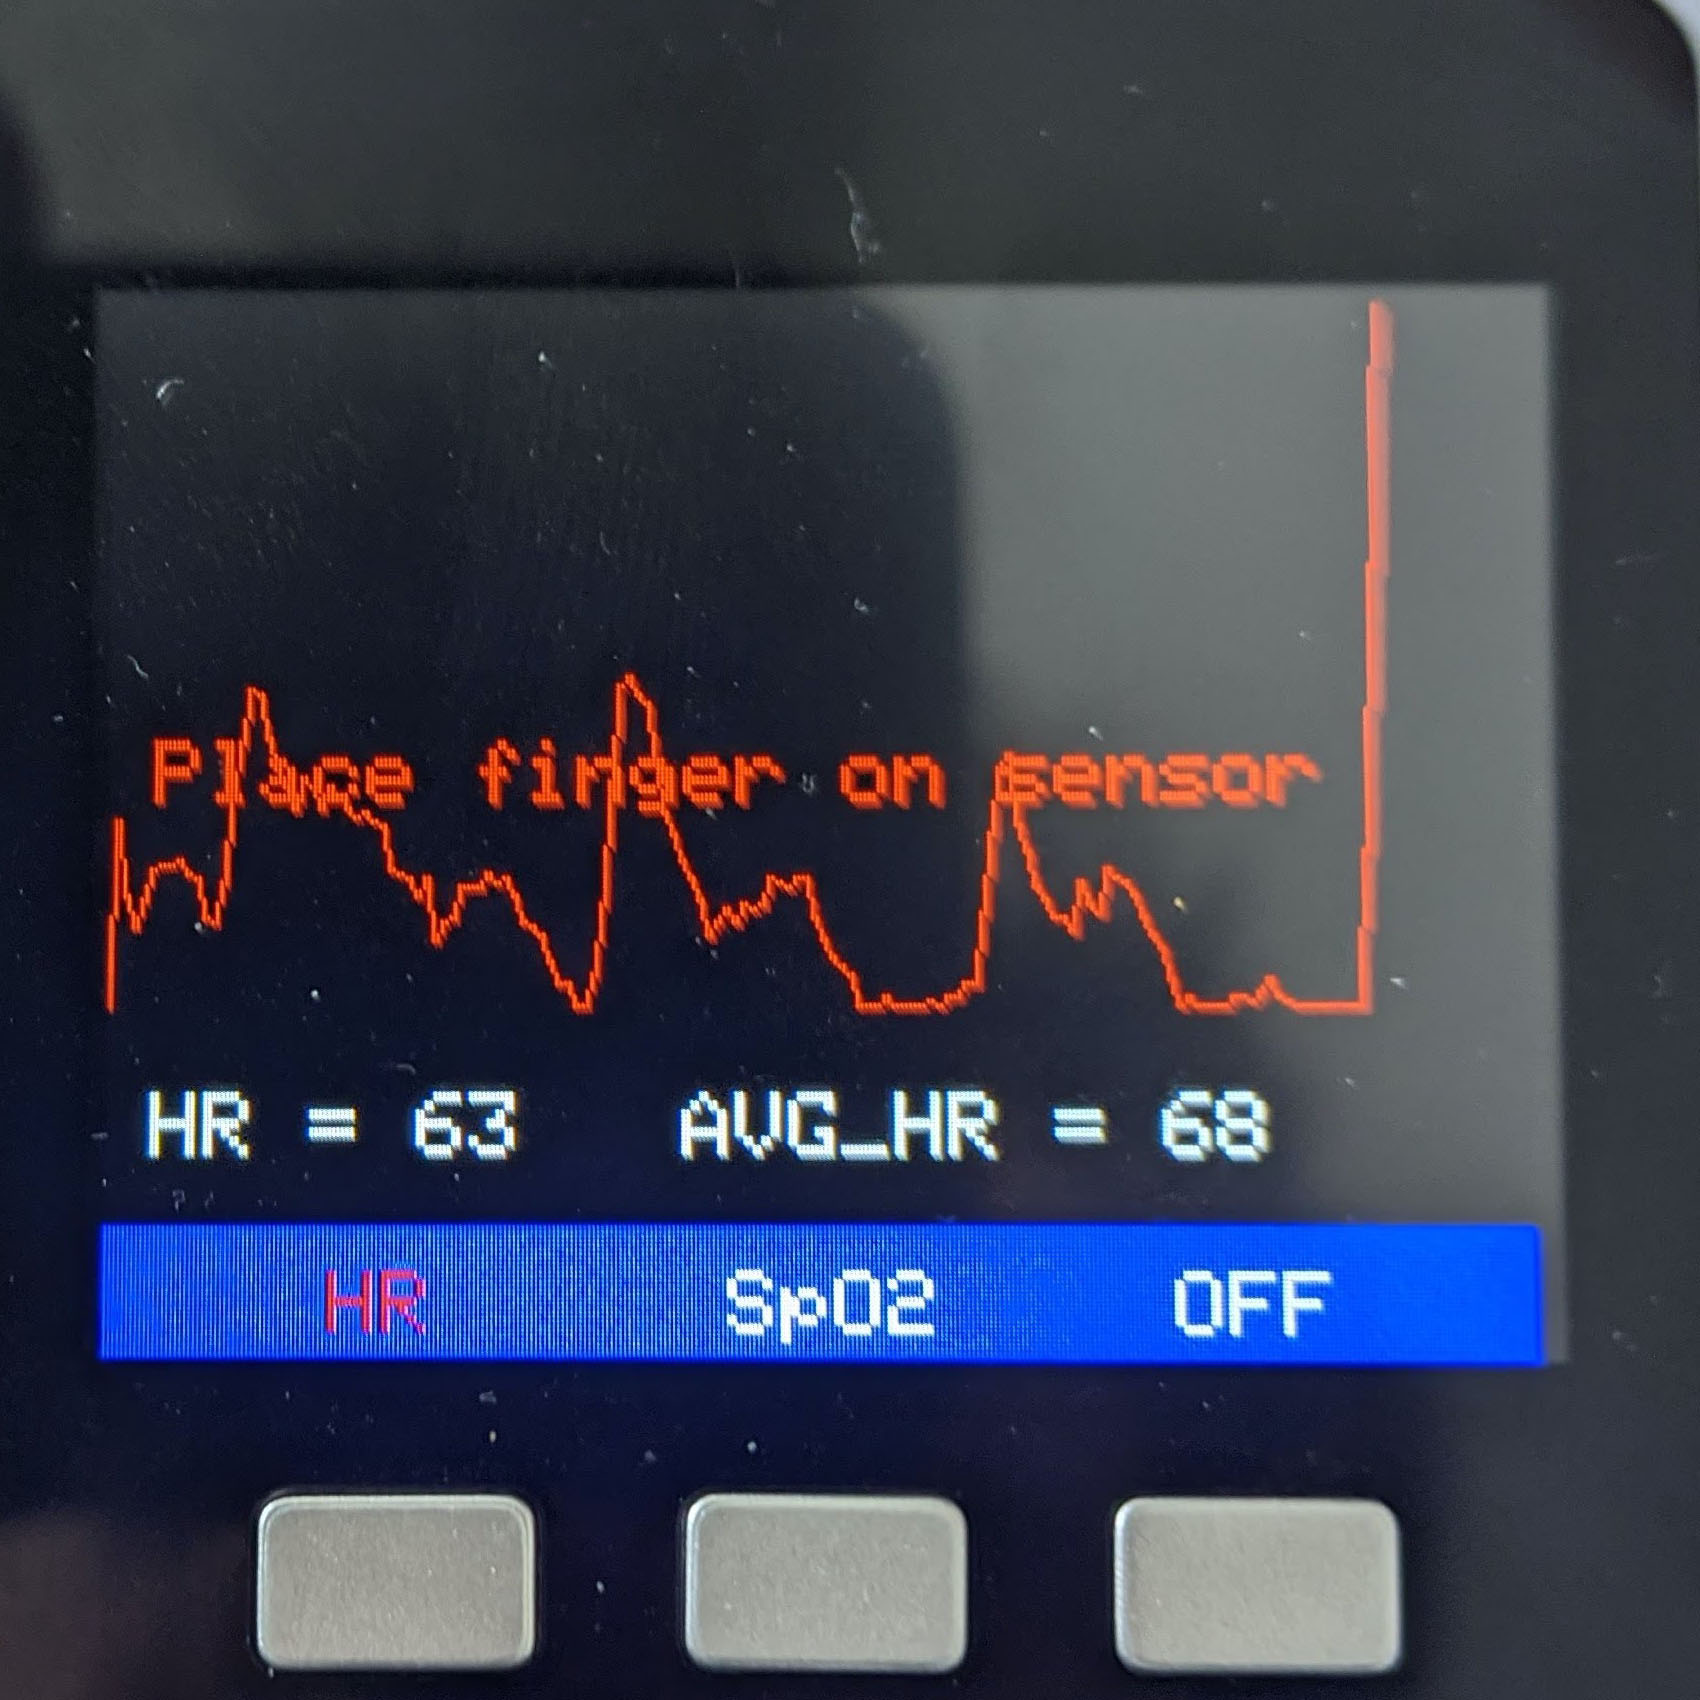 Place finger on sensor
HR = 63 AVG_HR = 68
HR SpO2 OFF